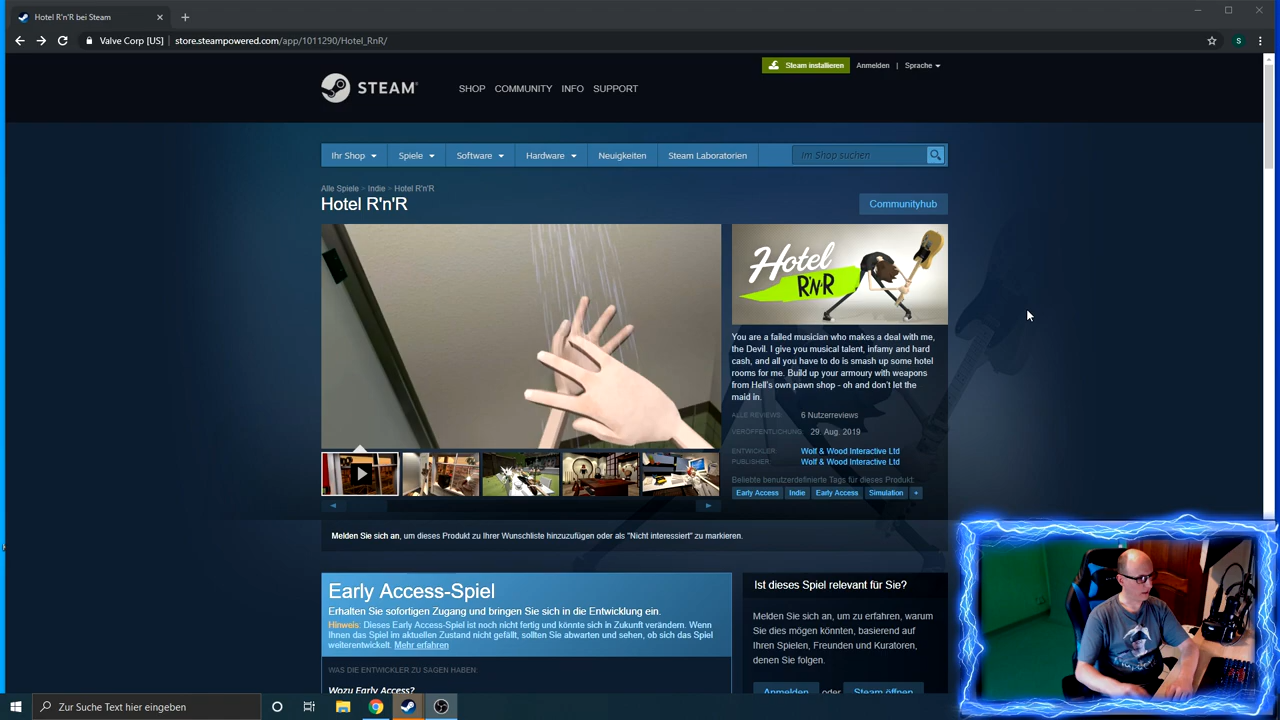 Hotel R'n'R bei Steam
Valve Corp [US] | store.steampowered.com/app/1011290/Hotel_RnR/
S
Steam installieren Anmelden | Sprache
STEAM
SHOP COMMUNITY INFO SUPPORT
Ihr Shop Spiele Software Hardware Neuigkeiten Steam Laboratorien Im Shop suchen
Alle Spiele > Indie > Hotel R'n'R
Hotel R'n'R
Communityhub
Hotel
R'N'R
You are a failed musician who makes a deal with me,
the Devil. I give you musical talent, infamy and hard
cash, and all you have to do is smash up some hotel
rooms for me. Build up your armoury with weapons
from Hell's own pawn shop - oh and don't let the
maid in.
ALLE REVIEWS: 6 Nutzerreviews
VERÖFFENTLICHUNG: 29. Aug. 2019
ENTWICKLER Wolf & Wood Interactive Ltd
PUBLISHER Wolf & Wood Interactive Ltd
Beliebte benutzerdefinierte Tags für dieses Produkt:
Early Access Indie Early Access Simulation +
Melden Sie sich an, um dieses Produkt zu Ihrer Wunschliste hinzuzufügen oder als "Nicht interessiert" zu markieren.
Early Access-Spiel
Erhalten Sie sofortigen Zugang und bringen Sie sich in die Entwicklung ein.
Hinweis: Dieses Early Access-Spiel ist noch nicht fertig und könnte sich in Zukunft verändern. Wenn
Ihnen das Spiel im aktuellen Zustand nicht gefällt, sollten Sie abwarten und sehen, ob sich das Spiel
weiterentwickelt. Mehr erfahren
WAS DIE ENTWICKLER ZU SAGEN HABEN:
Wozu Early Access?
Ist dieses Spiel relevant für Sie?
Melden Sie sich an, um zu erfahren, warum
Sie dies mögen könnten, basierend auf
Ihren Spielen, Freunden und Kuratoren,
denen Sie folgen.
Anmelden oder Steam öffnen
Zur Suche Text hier eingeben